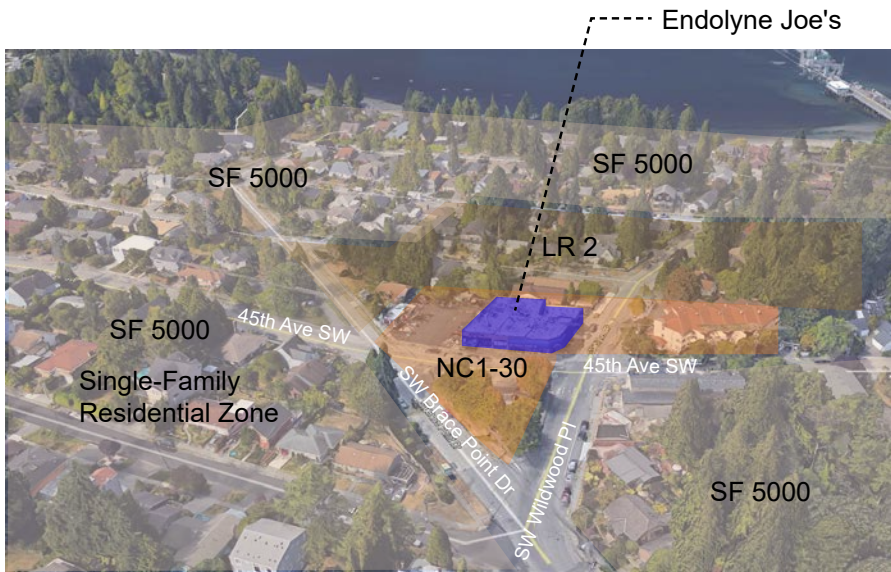 Endolyne Joe's
SF 5000
SF 5000
LR 2
SF 5000
45th Ave SW
Single-Family
Residential Zone
NC1-30
45th Ave SW
SW Brace Point Dr
SW Wildwood Pl
SF 5000